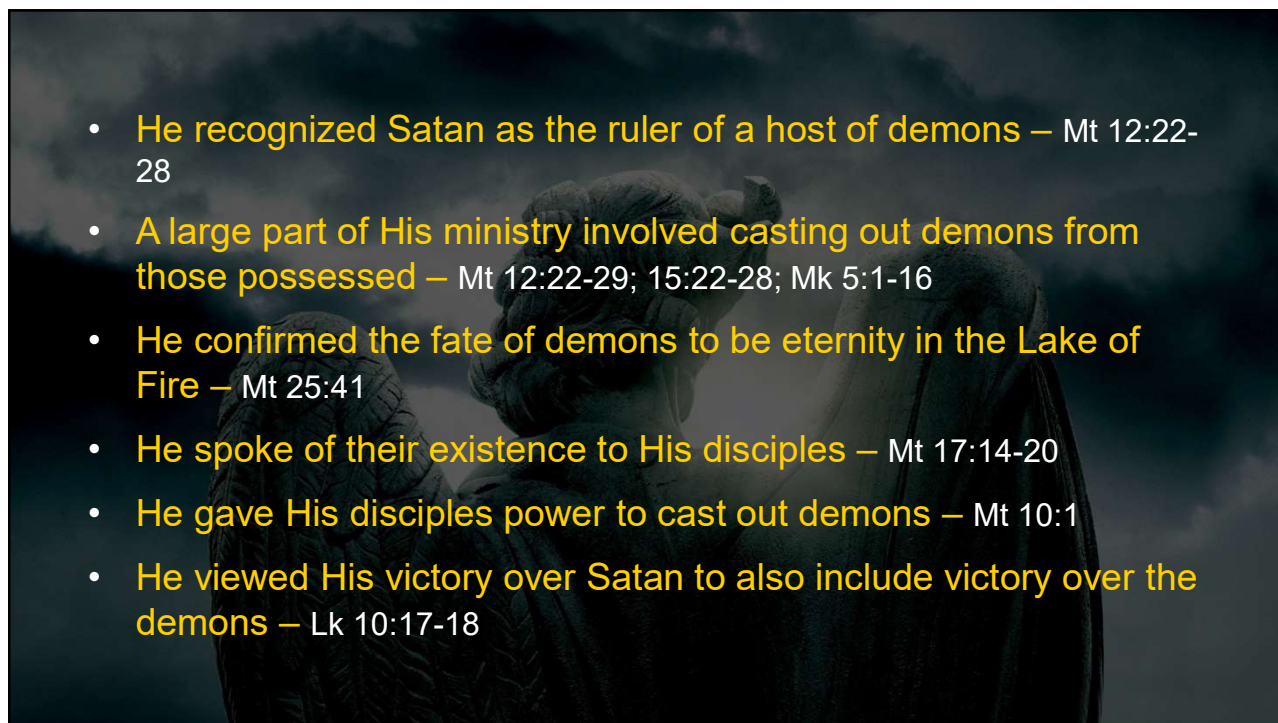 • He recognized Satan as the ruler of a host of demons – Mt 12:22-
28
• A large part of His ministry involved casting out demons from
those possessed – Mt 12:22-29; 15:22-28; Mk 5:1-16
• He confirmed the fate of demons to be eternity in the Lake of
Fire – Mt 25:41
• He spoke of their existence to His disciples – Mt 17:14-20
• He gave His disciples power to cast out demons – Mt 10:1
• He viewed His victory over Satan to also include victory over the
demons – Lk 10:17-18